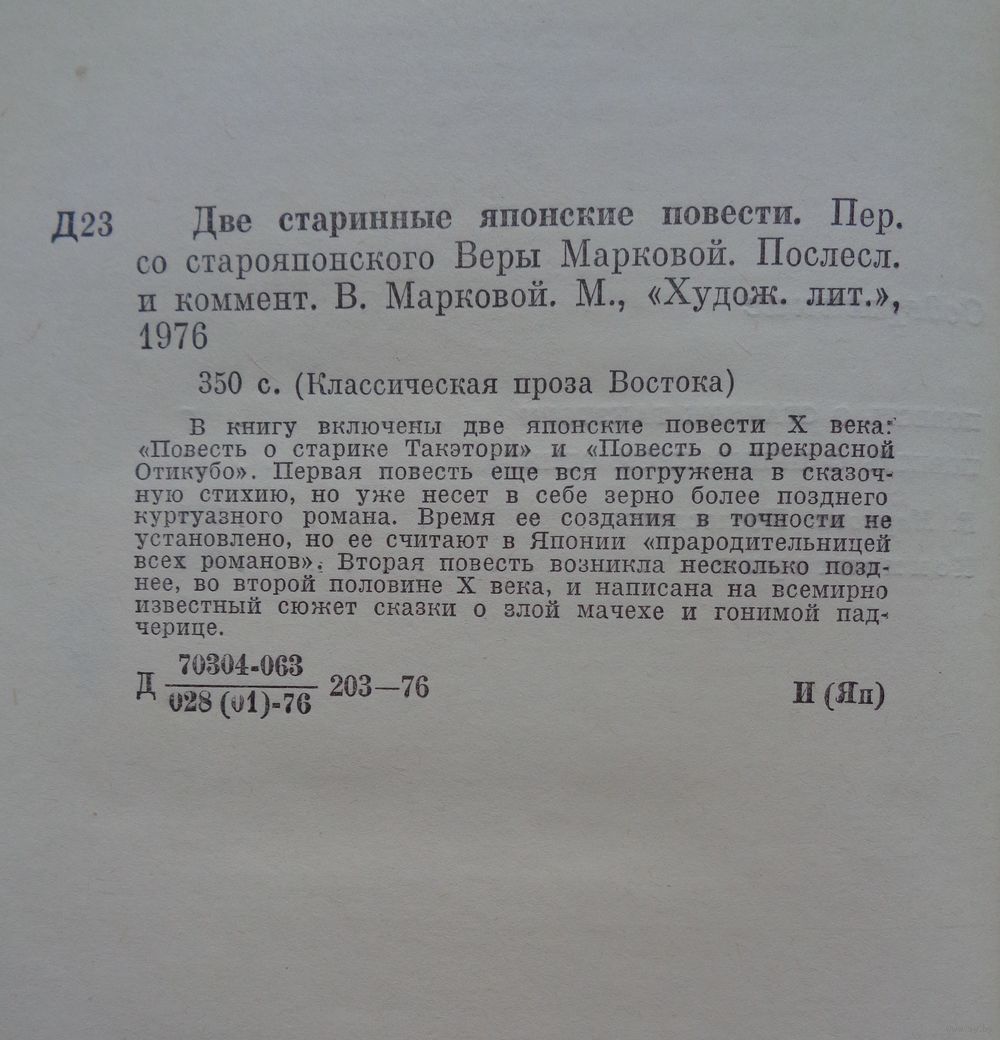 Д23 Две старинные японские повести. Пер.
со старояпонского Веры Марковой. Послесл.
и коммент. В. Марковой. М., «Худож. лит.»,
1976
350 с. (Классическая проза Востока)
В книгу включены две японские повести X века:
«Повесть о старике Такэтори» и «Повесть о прекрасной
Отикубо». Первая повесть еще вся погружена в сказоч-
ную стихию, но уже несет в себе зерно более позднего
куртуазного романа. Время ее создания в точности не
установлено, но ее считают в Японии «прародительницей
всех романов». Вторая повесть возникла несколько позд-
нее, во второй половине X века, и написана на всемирно
известный сюжет сказки о злой мачехе и гонимой пад-
черице.
70304-063
Д 203—76 И (Яп)
028 (01)-76